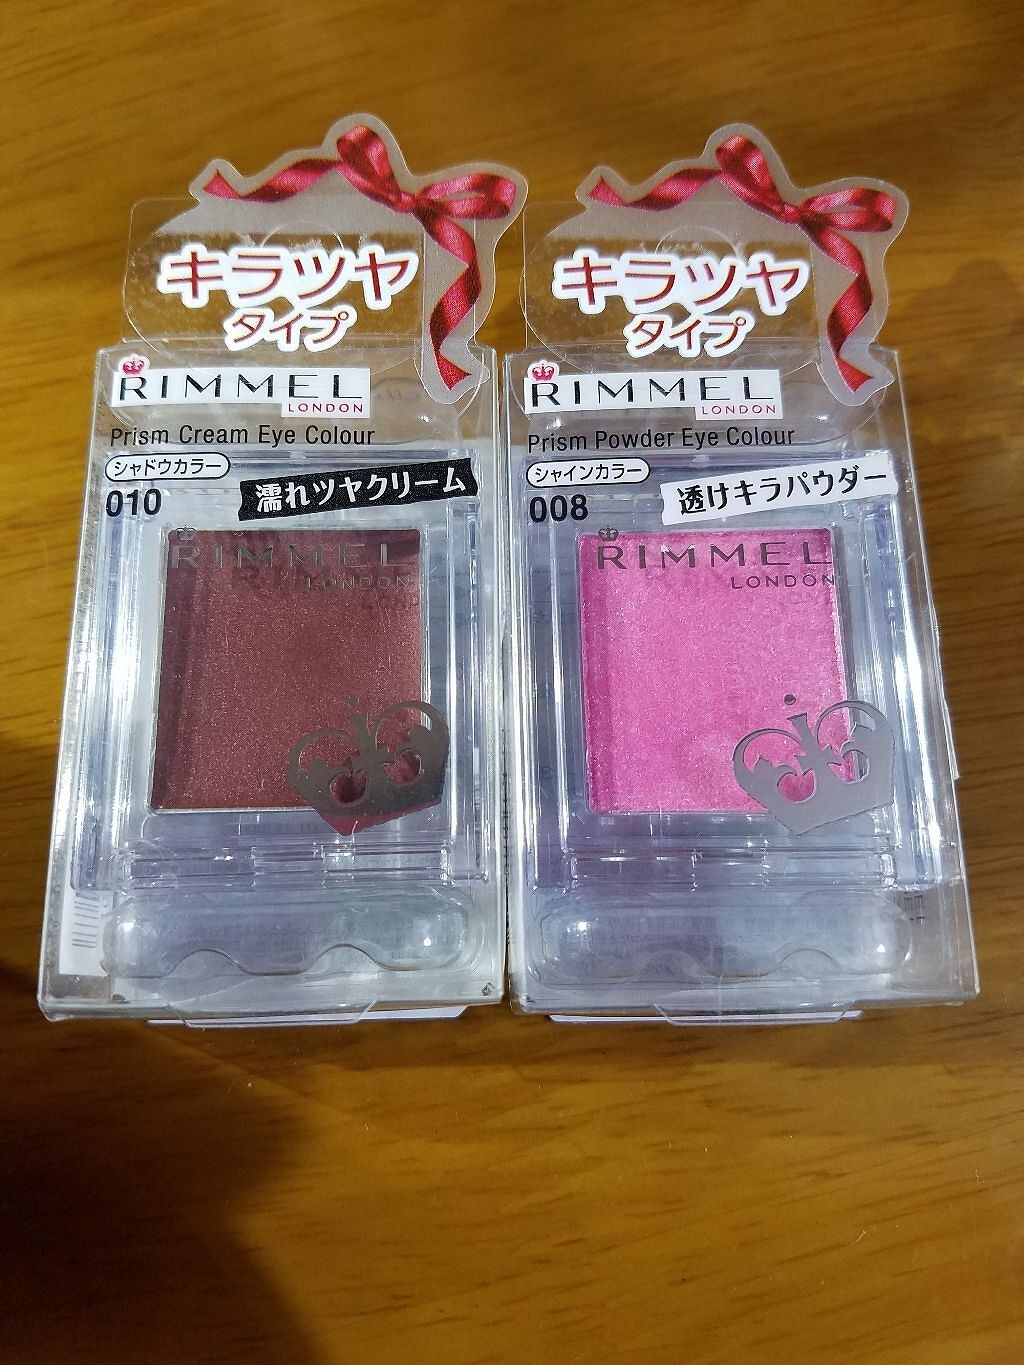 キラツヤ
タイプ
RIMMEL
LONDON
Prism Cream Eye Colour
シャドウカラー
010
濡れツヤクリーム
RIMMEL
LONDON
キラツヤ
タイプ
RIMMEL
LONDON
Prism Powder Eye Colour
シャインカラー
008
透けキラパウダー
RIMMEL
LONDON